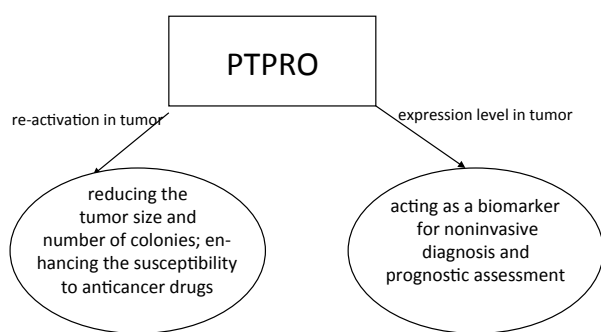 PTPRO
re-activation in tumor
expression level in tumor
reducing the
tumor size and
number of colonies; en-
hancing the susceptibility
to anticancer drugs
acting as a biomarker
for noninvasive
diagnosis and
prognostic assessment